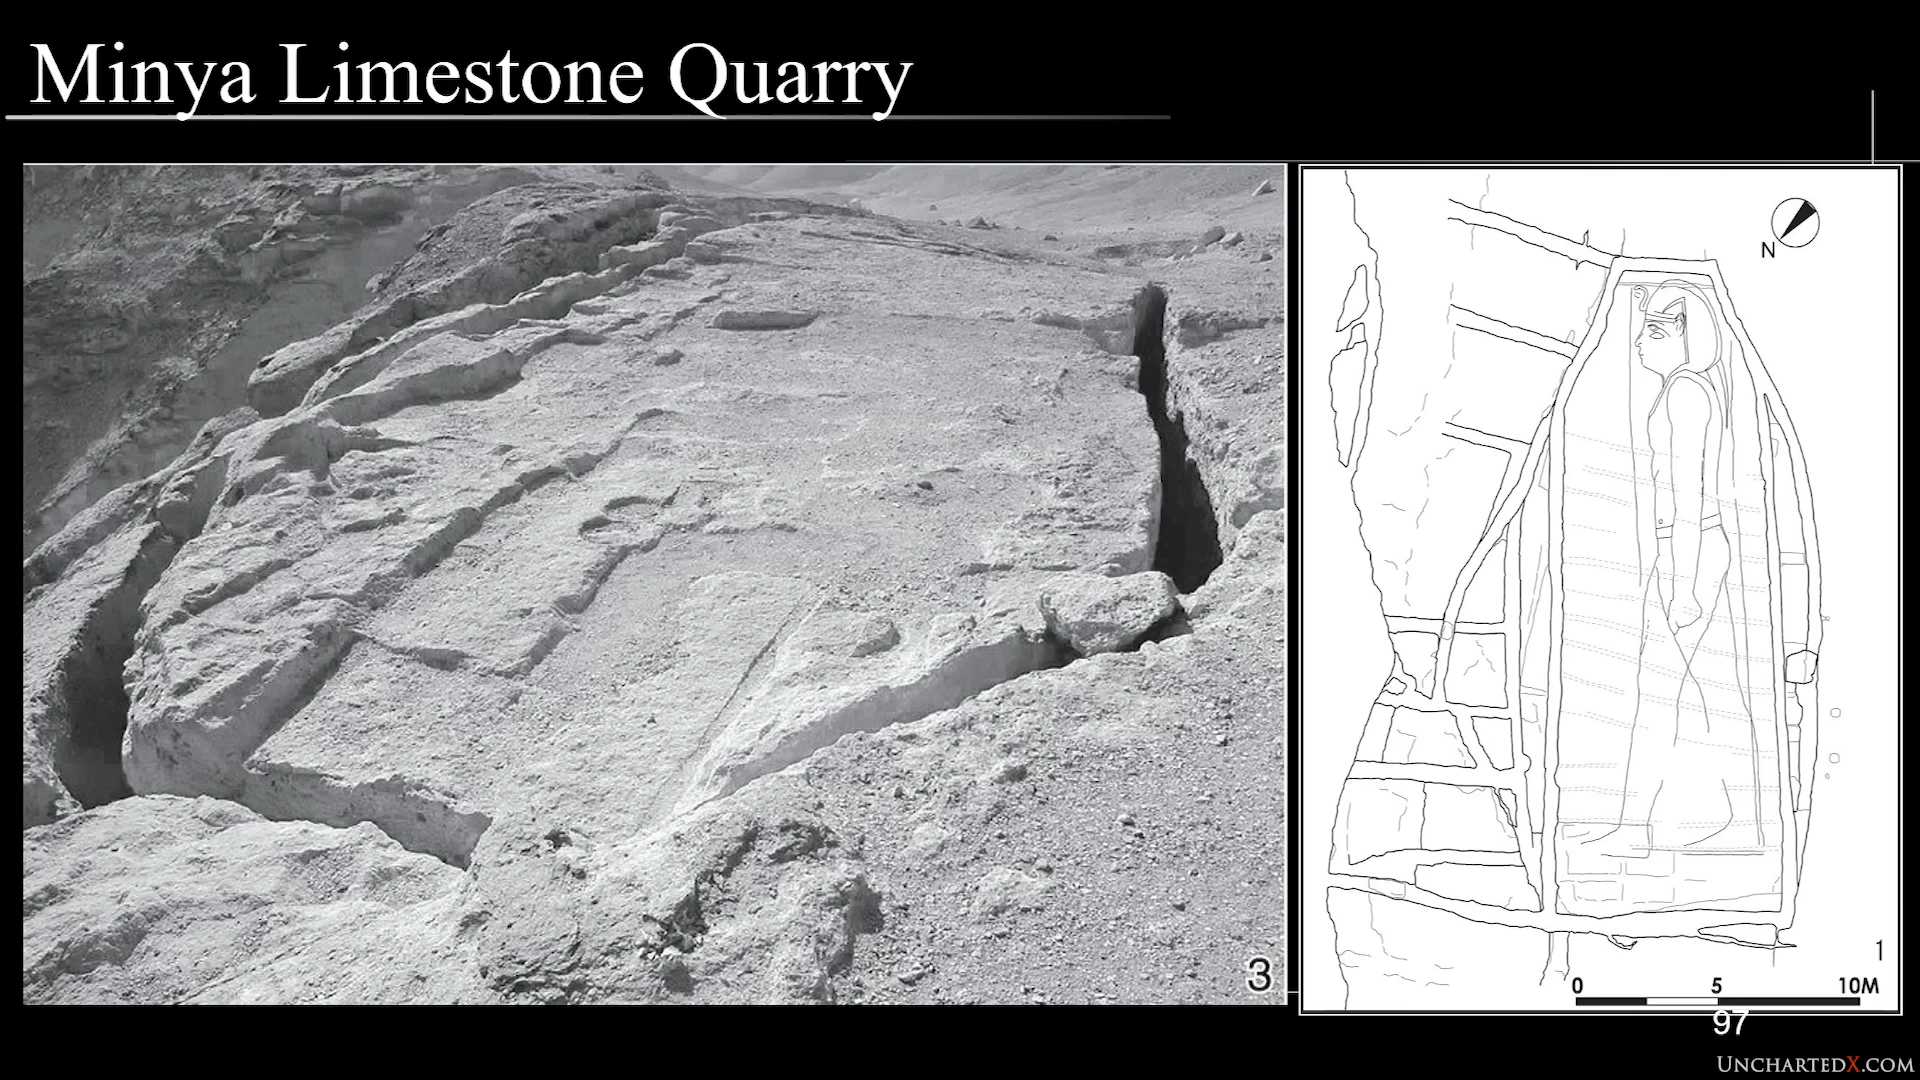 Minya Limestone Quarry
N
3
1
0 5 10M
97
UNCHARTEDX.COM